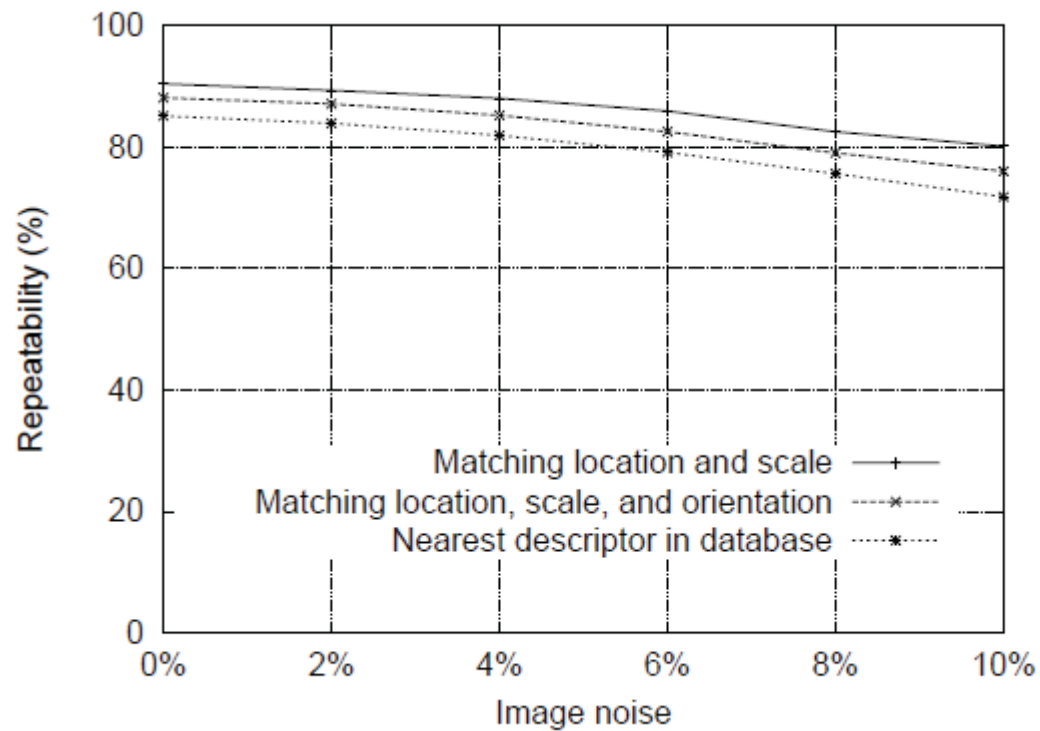 100
80
60
40
20
0
Repeatability (%)
Matching location and scale
Matching location, scale, and orientation
Nearest descriptor in database
0% 2% 4% 6% 8% 10%
Image noise